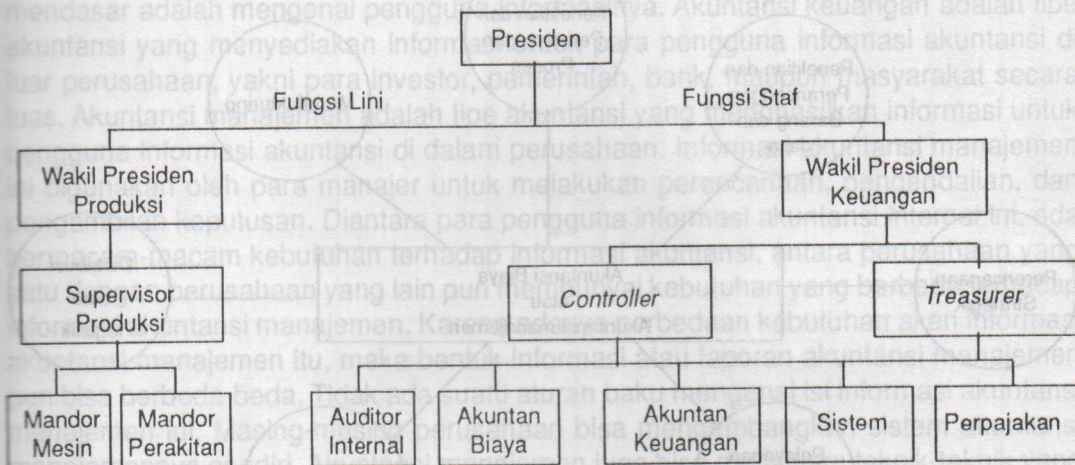 Presiden
Fungsi Lini
Fungsi Staf
Wakil Presiden
Produksi
Wakil Presiden
Keuangan
Supervisor
Produksi
Controller
Treasurer
Mandor
Mesin
Mandor
Peraktan
Auditor
Internal
Akuntan
Biaya
Akuntan
Keuangan
Sistem
Perpajakan
mendasar adalah mengenai pengguna informasinya. Akuntansi keuangan adalah tipe
akuntansi yang menyediakan informasi untuk para pengguna informasi akuntansi di
luar perusahaan, yakni para investor, pemerintah, bank, maupun masyarakat secara
luas. Akuntansi manajemen adalah tipe akuntansi yang menghasilkan informasi untuk
pengguna informasi akuntansi di dalam perusahaan. Informasi akuntansi manajemen
ini digunakan oleh para manajer untuk melakukan perencanaan, pengendalian, dan
pengambilan keputusan. Diantara para pengguna informasi akuntansi internal ini, ada
bermacam-macam kebutuhan terhadap informasi akuntansi, antara perusahaan yang
satu dengan perusahaan yang lain pun mempunyai kebutuhan yang
informasi akuntansi manajemen. Karena adanya perbedaan kebutuhan akan informasi
akuntansi manajemen itu, maka bentuk informasi atau laporan akuntansi manajemen
pun bisa berbeda-beda. Tidak ada suatu aturan baku mengenai isi informasi akuntansi
manajemen ini. Masing-masing perusahaan bisa mengembangkan sistem